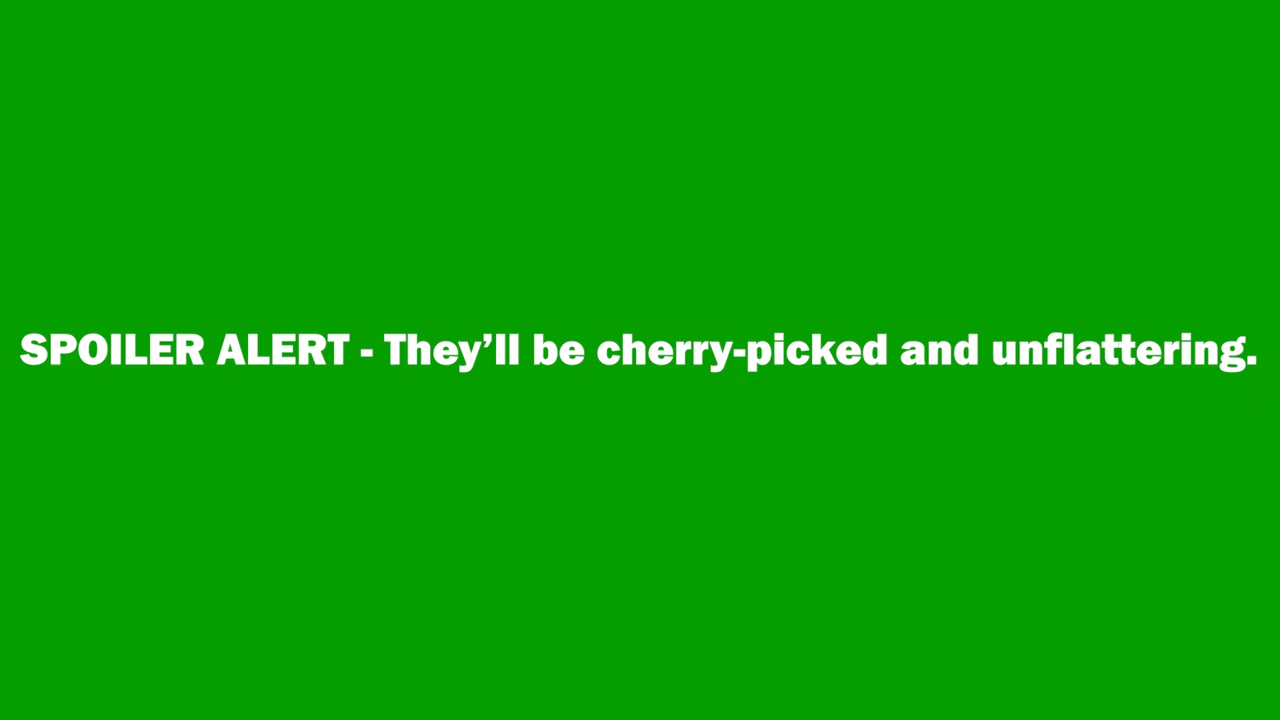 SPOILER ALERT - They’ll be cherry-picked and unflattering.